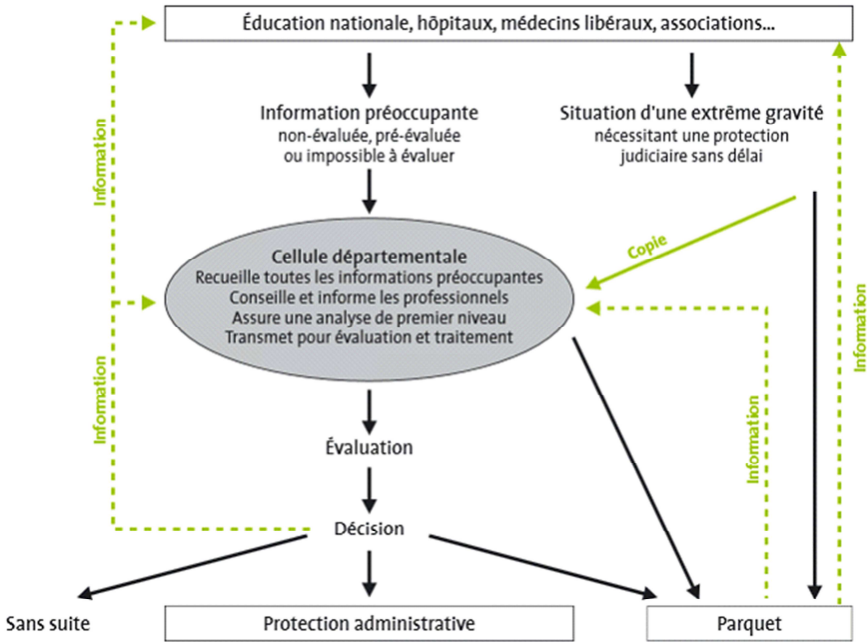 Éducation nationale, hôpitaux, médecins libéraux, associations...
Information préoccupante
non-évaluée, pré-évaluée
ou impossible à évaluer
Situation d'une extrême gravité
nécessitant une protection
judiciaire sans délai
Information
Copie
Cellule départementale
Recueille toutes les informations préoccupantes
Conseille et informe les professionnels
Assure une analyse de premier niveau
Transmet pour évaluation et traitement
Information
Information
Information
Évaluation
Décision
Sans suite
Protection administrative
Parquet